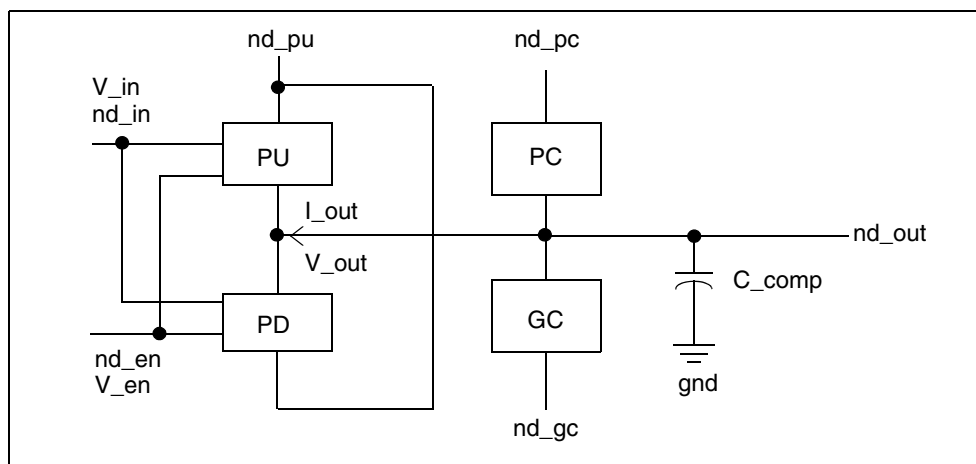 nd_pu
nd_pc
V_in
nd_in
PU
PC
I_out
V_out
nd_out
C_comp
PD
GC
nd_en
V_en
gnd
nd_gc